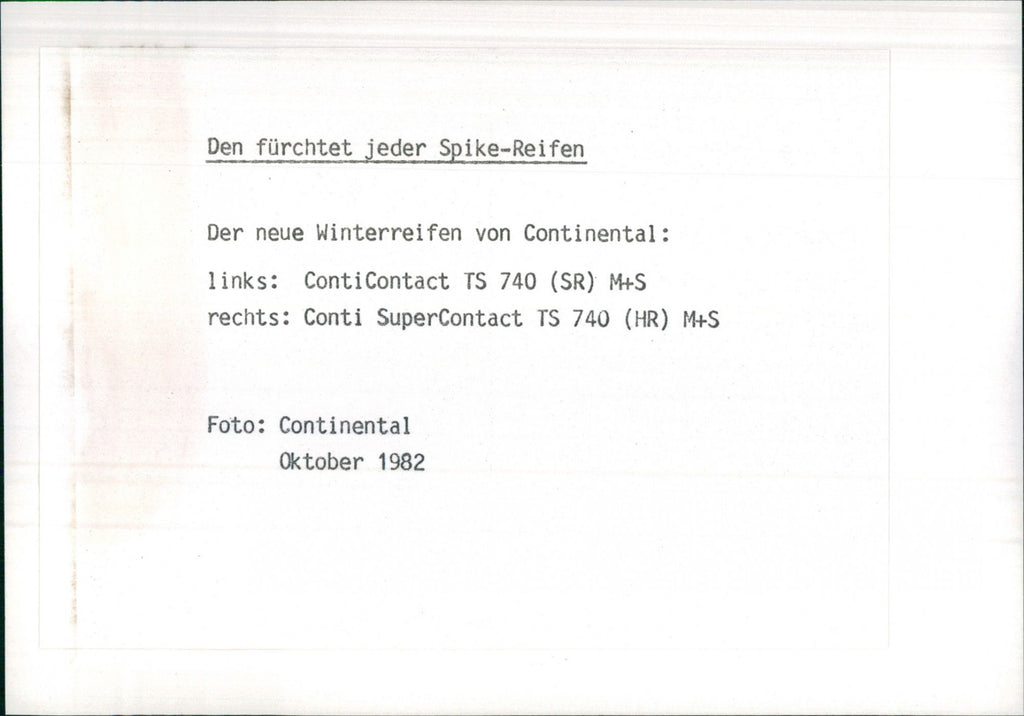 Den fürchtet jeder Spike-Reifen
Der neue Winterreifen von Continental:
links: ContiContact TS 740 (SR) M+S
rechts: Conti SuperContact TS 740 (HR) M+S
Foto: Continental
Oktober 1982